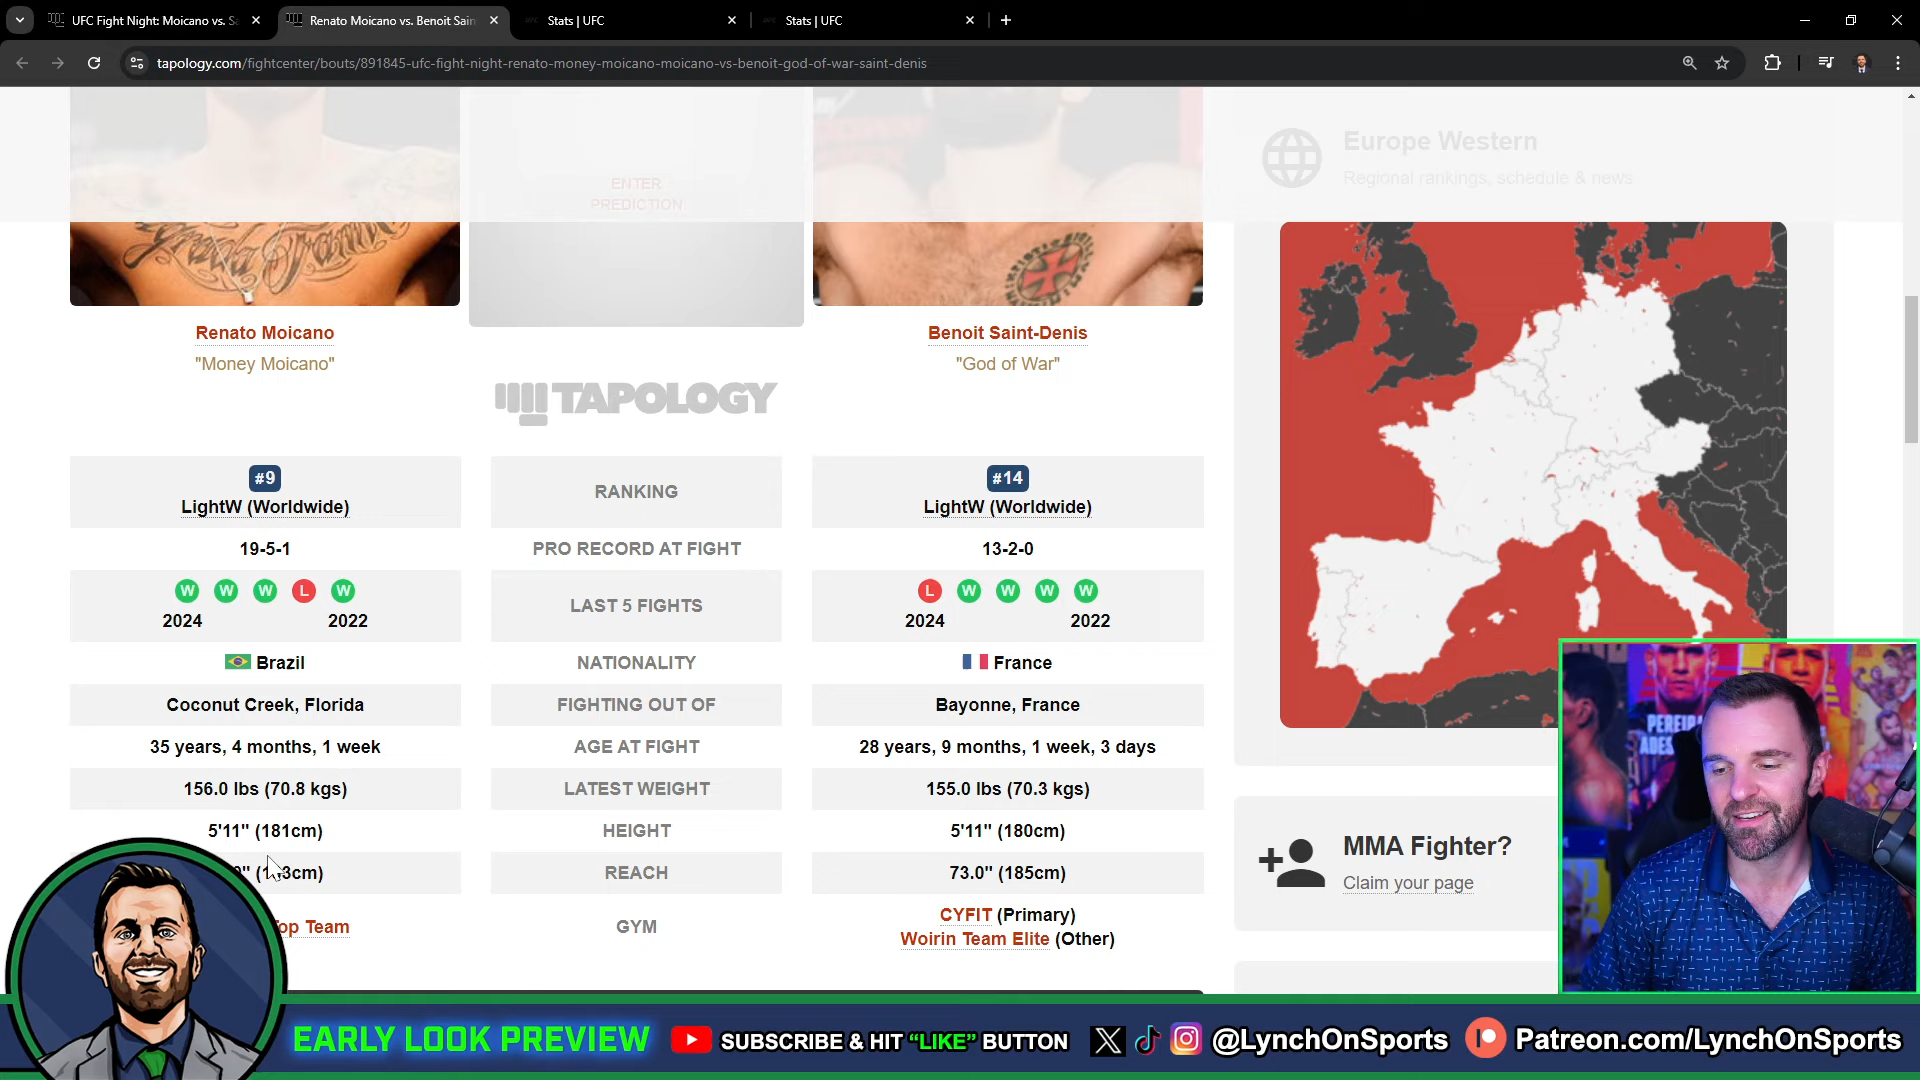 UFC Fight Night: Moicano vs. S
Renato Moicano vs. Benoit Sain
Stats | UFC
Stats | UFC
tapology.com/fightcenter/bouts/891845-ufc-fight-night-renato-money-moicano-moicano-vs-benoit-god-of-war-saint-denis
ENTER
PREDICTION
Europe Western
Regional rankings, schedule & news
Renato Moicano
"Money Moicano"
Benoit Saint-Denis
"God of War"
TAPOLOGY
#9
LightW (Worldwide)
RANKING
#14
LightW (Worldwide)
19-5-1
PRO RECORD AT FIGHT
13-2-0
W W W L W
2024 2022
LAST 5 FIGHTS
L W W W W
2024 2022
Brazil
NATIONALITY
France
Coconut Creek, Florida
FIGHTING OUT OF
Bayonne, France
35 years, 4 months, 1 week
AGE AT FIGHT
28 years, 9 months, 1 week, 3 days
156.0 lbs (70.8 kgs)
LATEST WEIGHT
155.0 lbs (70.3 kgs)
5'11" (181cm)
HEIGHT
5'11" (180cm)
REACH
73.0" (185cm)
Top Team
GYM
CYFIT (Primary)
Woirin Team Elite (Other)
MMA Fighter?
Claim your page
PEREIRA
EARLY LOOK PREVIEW
SUBSCRIBE & HIT “LIKE” BUTTON
@LynchOnSports
Patreon.com/LynchOnSports